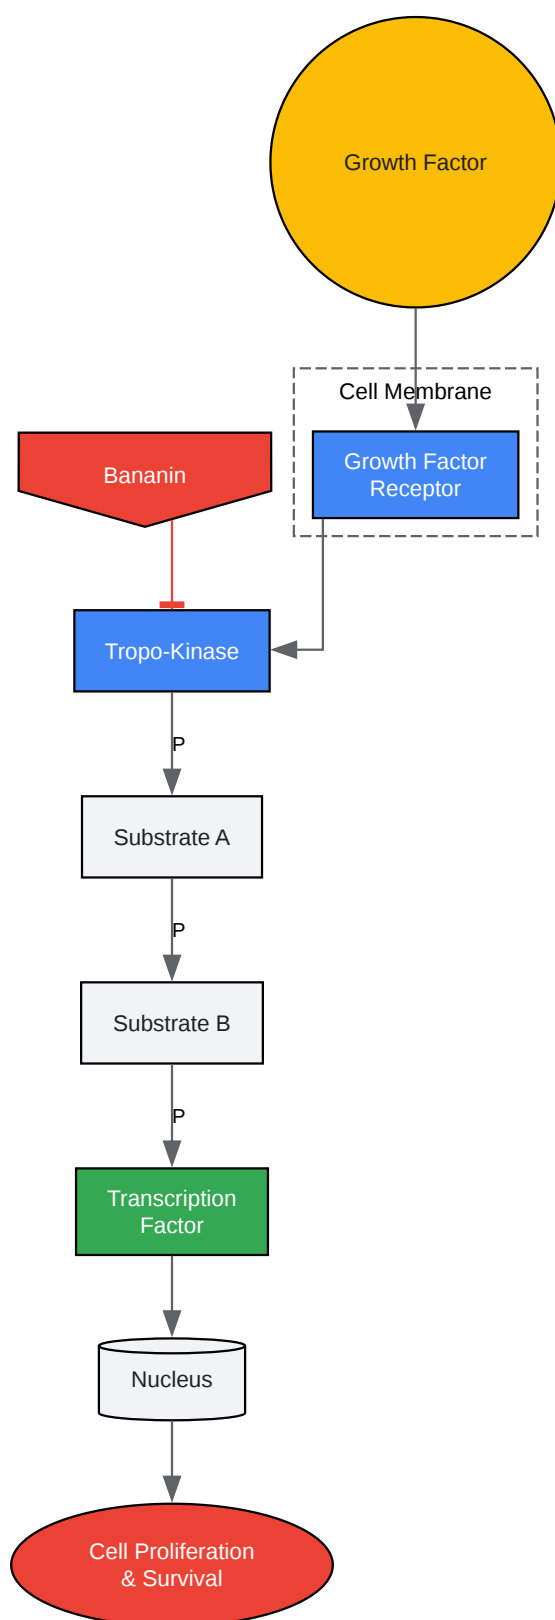 Growth Factor
Cell Membrane
Growth Factor
Receptor
Bananin
Tropo-Kinase
P
Substrate A
P
Substrate B
P
Transcription
Factor
Nucleus
Cell Proliferation
& Survival